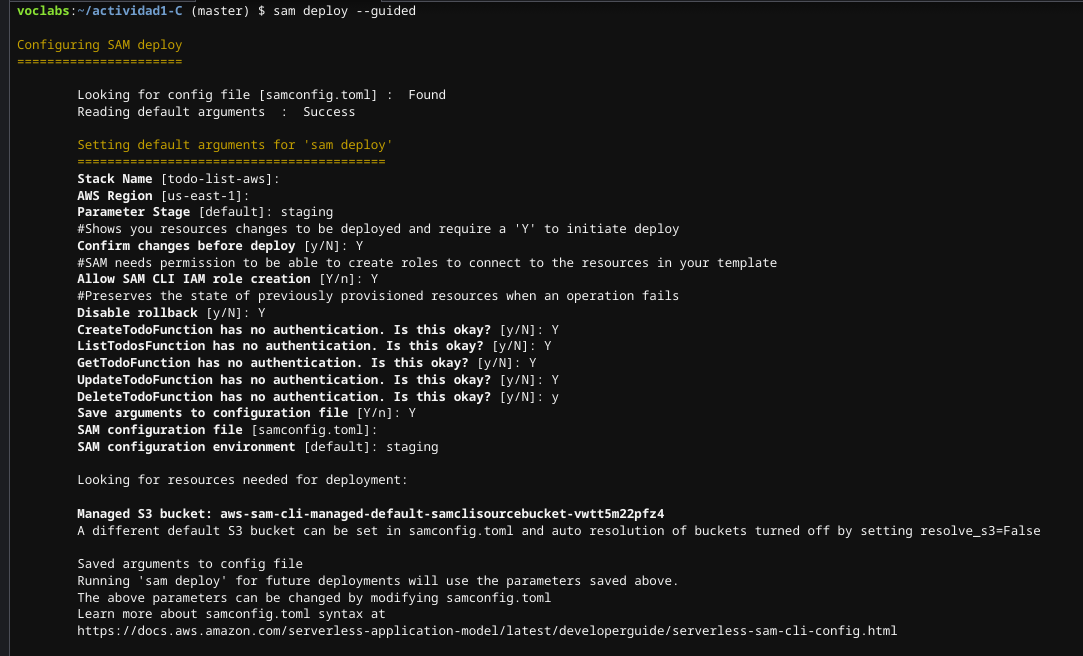 voclabs:~/actividad1-C (master) $ sam deploy --guided
Configuring SAM deploy
======================
Looking for config file [samconfig.toml] :  Found
Reading default arguments  :  Success
Setting default arguments for 'sam deploy'
=========================================
Stack Name [todo-list-aws]:
AWS Region [us-east-1]:
Parameter Stage [default]: staging
#Shows you resources changes to be deployed and require a 'Y' to initiate deploy
Confirm changes before deploy [y/N]: Y
#SAM needs permission to be able to create roles to connect to the resources in your template
Allow SAM CLI IAM role creation [Y/n]: Y
#Preserves the state of previously provisioned resources when an operation fails
Disable rollback [y/N]: Y
CreateTodoFunction has no authentication. Is this okay? [y/N]: Y
ListTodosFunction has no authentication. Is this okay? [y/N]: Y
GetTodoFunction has no authentication. Is this okay? [y/N]: Y
UpdateTodoFunction has no authentication. Is this okay? [y/N]: Y
DeleteTodoFunction has no authentication. Is this okay? [y/N]: y
Save arguments to configuration file [Y/n]: Y
SAM configuration file [samconfig.toml]:
SAM configuration environment [default]: staging
Looking for resources needed for deployment:
Managed S3 bucket: aws-sam-cli-managed-default-samclisourcebucket-vwtt5m22pfz4
A different default S3 bucket can be set in samconfig.toml and auto resolution of buckets turned off by setting resolve_s3=False
Saved arguments to config file
Running 'sam deploy' for future deployments will use the parameters saved above.
The above parameters can be changed by modifying samconfig.toml
Learn more about samconfig.toml syntax at
https://docs.aws.amazon.com/serverless-application-model/latest/developerguide/serverless-sam-cli-config.html